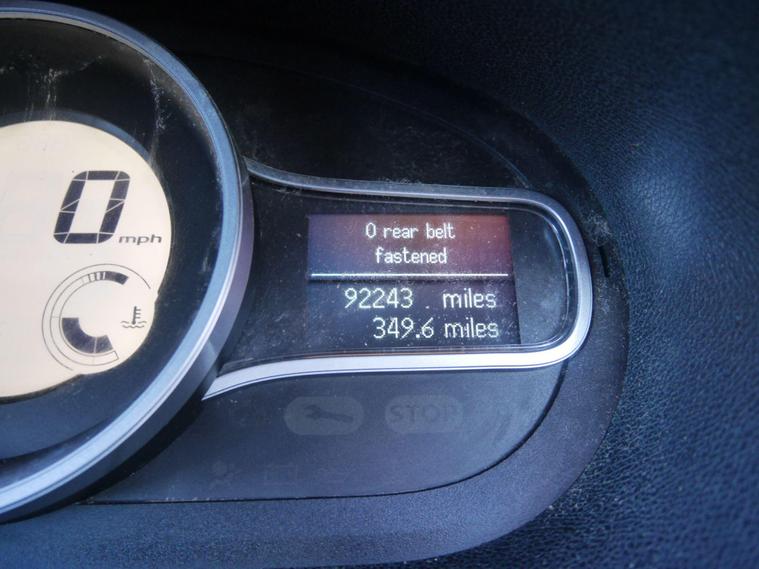 0 mph
0 rear belt
fastened
92243 miles
349.6 miles
STOP